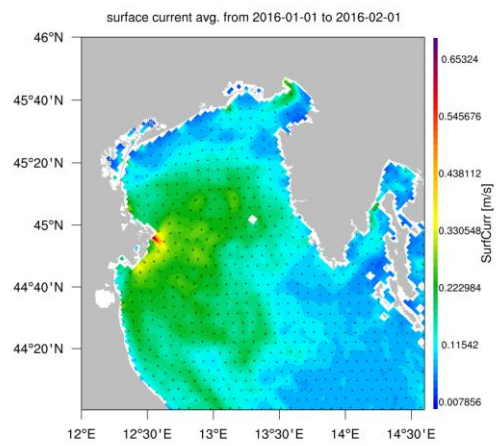 surface current avg. from 2016-01-01 to 2016-02-01
46°N
45°40'
45°20'N
45°N
44°40'N
44°20'N
12°E
12°30'E
13°E
13°30'E
14°E
14°30'E
0.65324
0.545676
0.438112
0.330548
0.222984
0.11542
0.007856
SurfCurr [m/s]